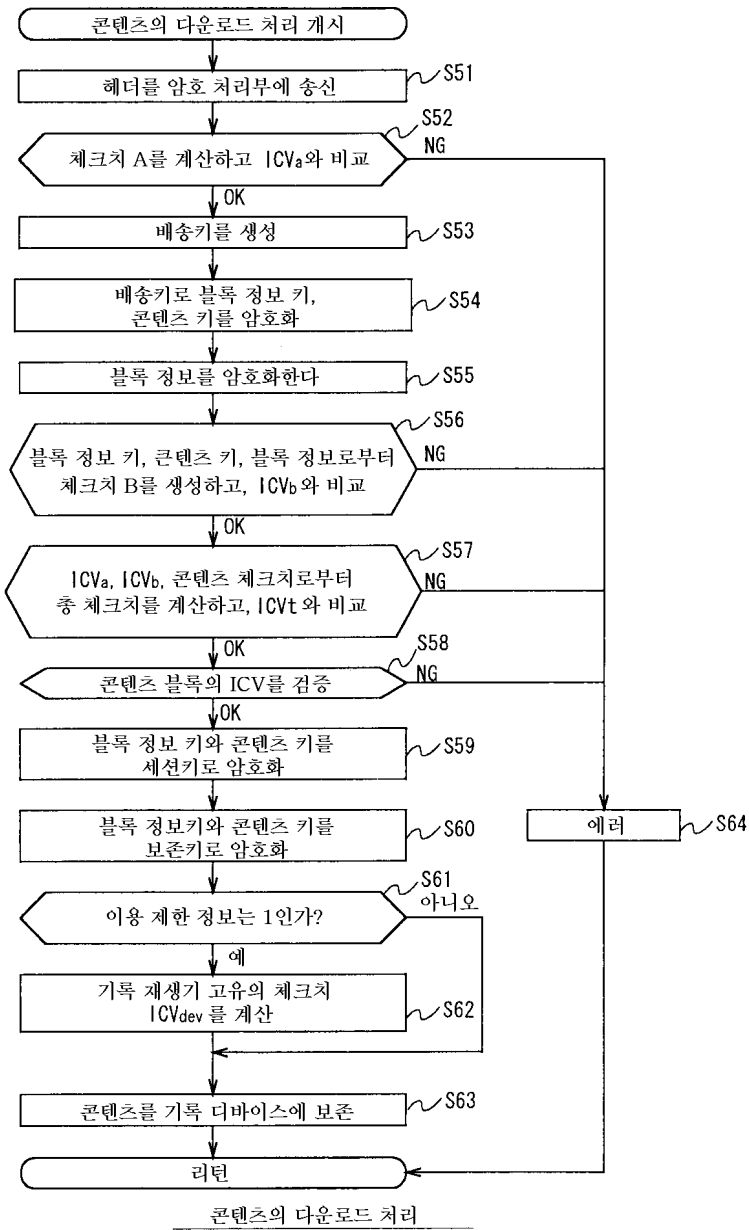 콘텐츠의 다운로드 처리 개시
헤더를 암호 처리부에 송신
S51
체크치 A를 계산하고 ICVa와 비교
S52
NG
OK
배송키를 생성
S53
배송키로 블록 정보 키,
콘텐츠 키를 암호화
S54
블록 정보를 암호화한다
S55
블록 정보 키, 콘텐츠 키, 블록 정보로부터
체크치 B를 생성하고, ICVb와 비교
S56
NG
OK
ICVa, ICVb, 콘텐츠 체크치로부터
총 체크치를 계산하고, ICVt와 비교
S57
NG
OK
콘텐츠 블록의 ICV를 검증
S58
NG
OK
블록 정보 키와 콘텐츠 키를
세션키로 암호화
S59
블록 정보키와 콘텐츠 키를
보존키로 암호화
S60
에러
S64
이용 제한 정보는 1인가?
S61
아니오
예
기록 재생기 고유의 체크치
ICVdev를 계산
S62
콘텐츠를 기록 디바이스에 보존
S63
리턴
콘텐츠의 다운로드 처리